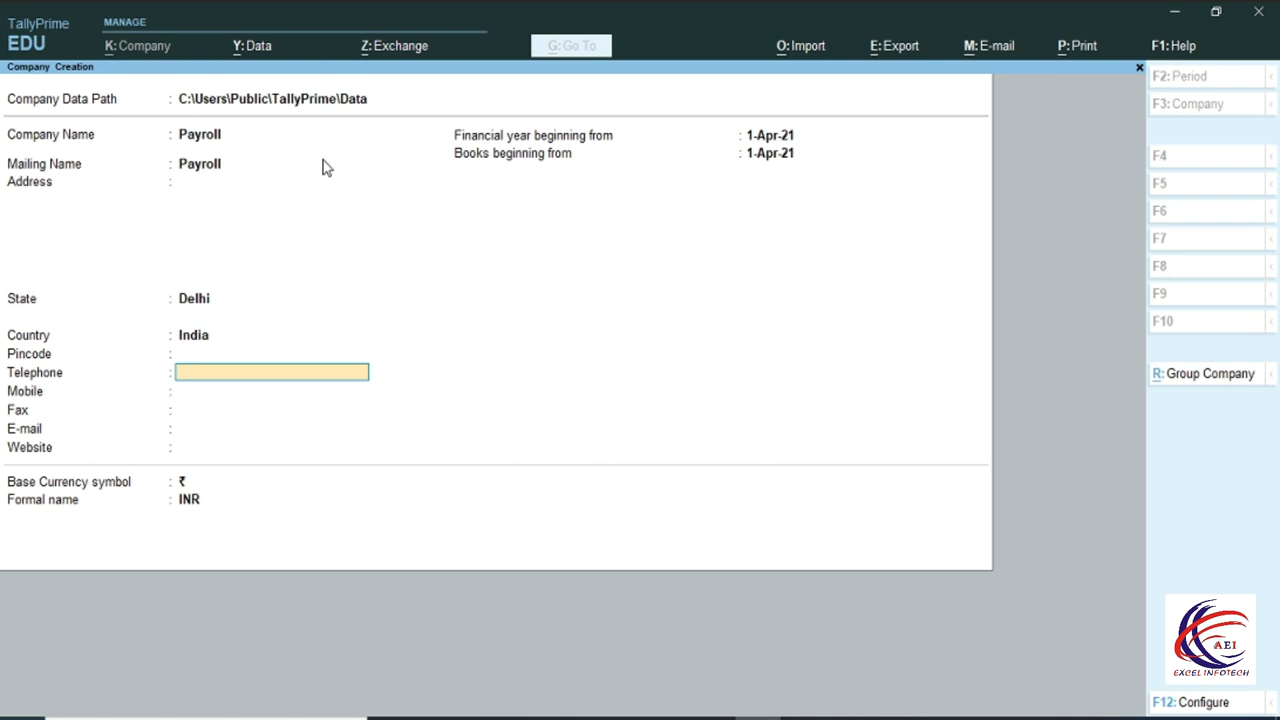 TallyPrime
EDU
MANAGE
K: Company
Y: Data
Z: Exchange
G: Go To
O: Import
E: Export
M: E-mail
P: Print
F1: Help
Company Creation
Company Data Path : C:\Users\Public\TallyPrime\Data
Company Name : Payroll
Financial year beginning from : 1-Apr-21
Books beginning from : 1-Apr-21
Mailing Name : Payroll
Address :
State : Delhi
Country : India
Pincode :
Telephone :
Mobile :
Fax :
E-mail :
Website :
Base Currency symbol : ₹
Formal name : INR
F2: Period
F3: Company
F4
F5
F6
F7
F8
F9
F10
R: Group Company
AEI
EXCEL INFOTECH
F12: Configure